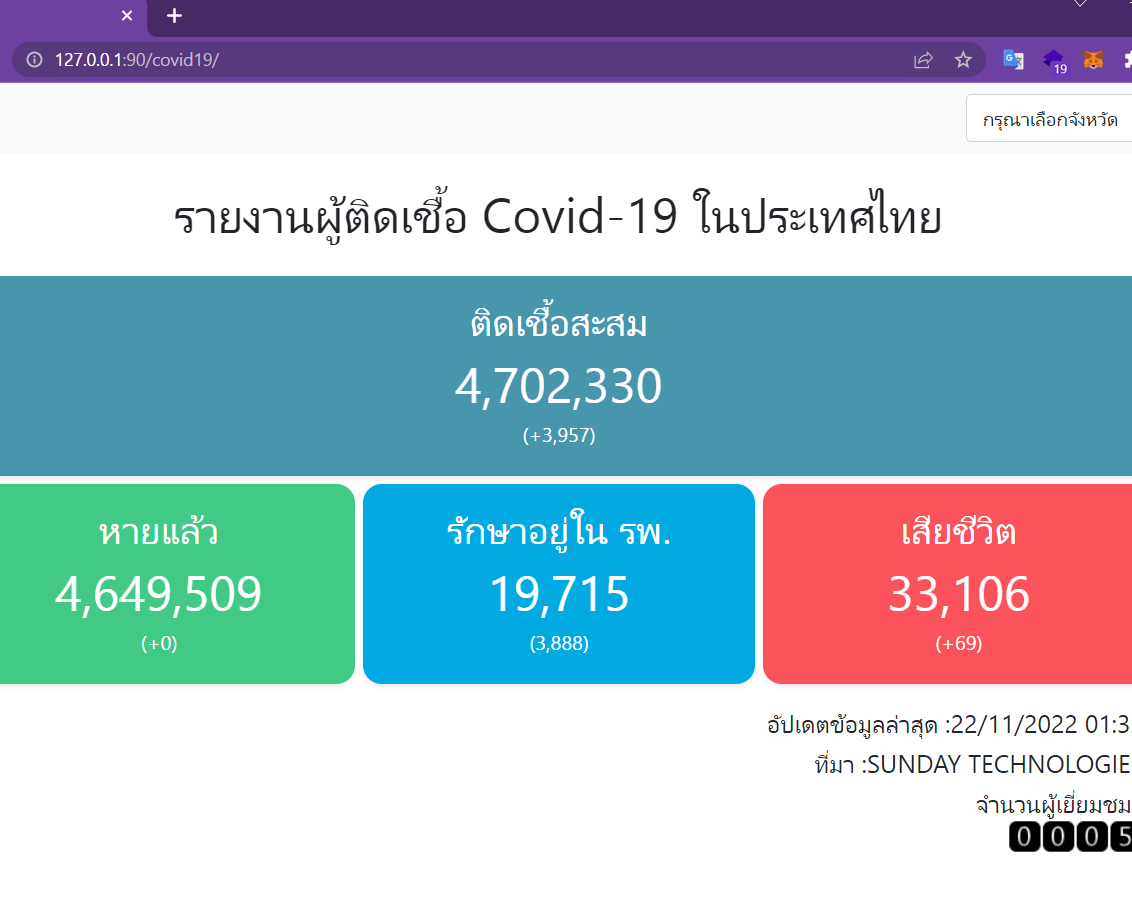 127.0.0.1:90/covid19/
19
กรุณาเลือกจังหวัด
รายงานผู้ติดเชื้อ Covid-19 ในประเทศไทย
ติดเชื้อสะสม
4,702,330
(+3,957)
หายแล้ว
4,649,509
(+0)
รักษาอยู่ใน รพ.
19,715
(3,888)
เสียชีวิต
33,106
(+69)
อัปเดตข้อมูลล่าสุด :22/11/2022 01:3
ที่มา :SUNDAY TECHNOLOGIE
จำนวนผู้เยี่ยมชม
0005